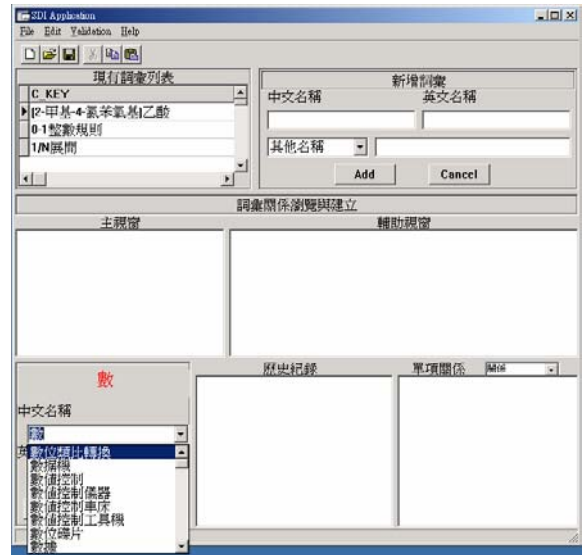 SDI Application
File Edit Validation Help
現有詞彙列表
C_KEY
[2-甲基-4-氯苯氧基]乙酸
0-1整數規則
1/N展開
新增詞彙
中文名稱 英文名稱
其他名稱
Add Cancel
詞彙關係瀏覽與建立
主視窗 輔助視窗
數
中文名稱
數
數位類比轉換
數據機
數值控制
數值控制儀器
數值控制車床
數值控制工具機
數位碟片
數據
歷史紀錄
單項關係 關係